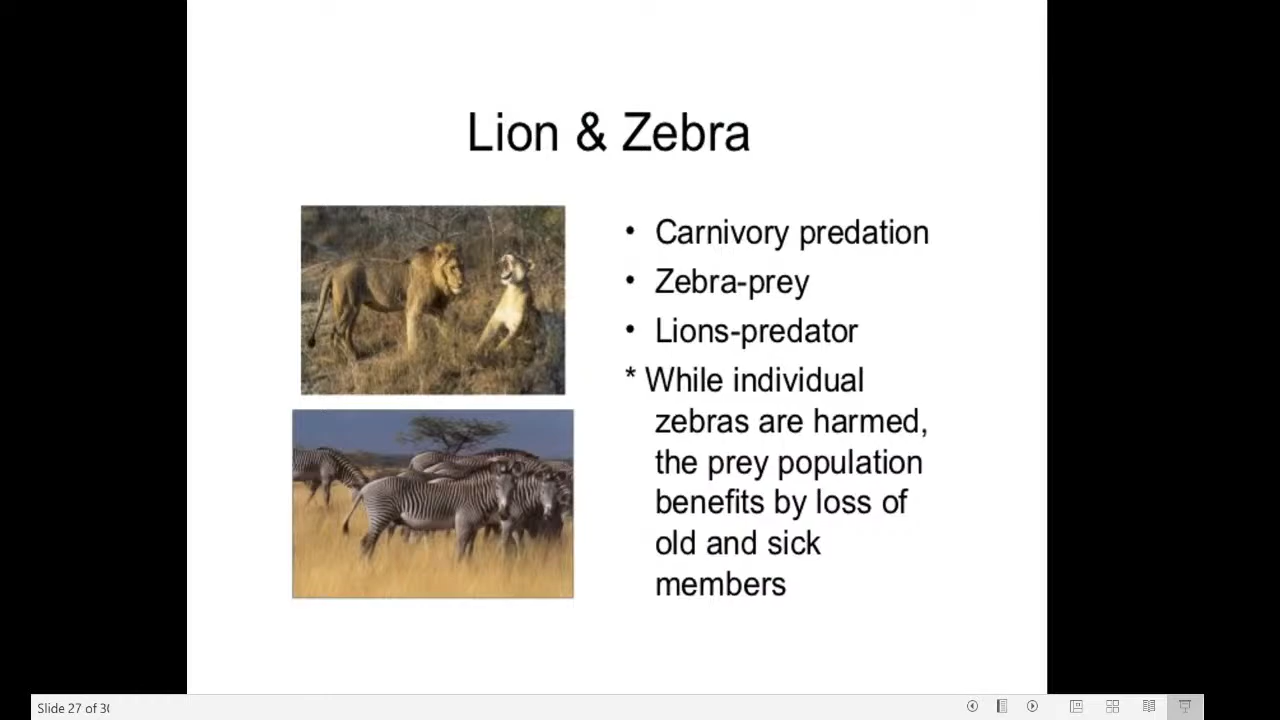 Lion & Zebra
• Carnivory predation
• Zebra-prey
• Lions-predator
* While individual
zebras are harmed,
the prey population
benefits by loss of
old and sick
members
Slide 27 of 30